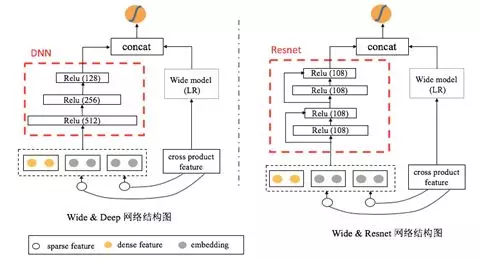 concat
DNN
Relu (128)
Relu (256)
Relu (512)
Wide model
(LR)
cross product
feature
Wide & Deep 网络结构图
concat
Resnet
Relu (108)
Relu (108)
Relu (108)
Relu (108)
Wide model
(LR)
cross product
feature
Wide & Resnet 网络结构图
sparse feature
dense feature
embedding